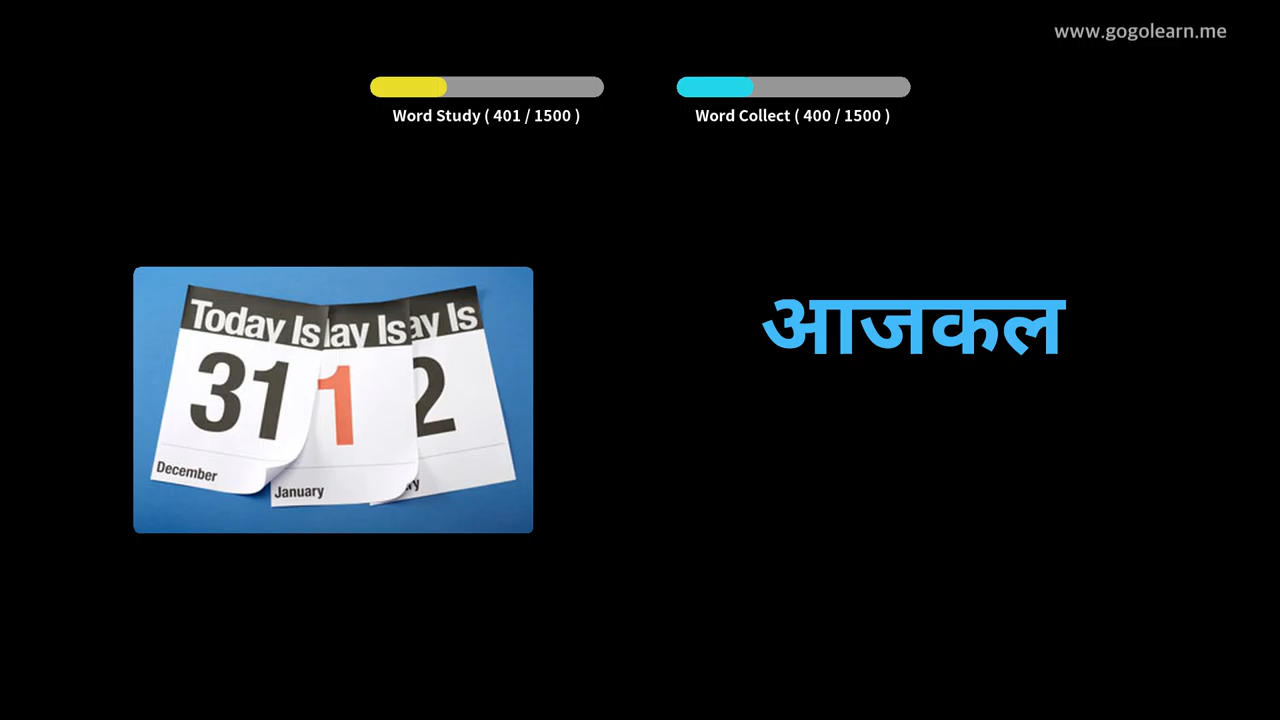 www.gogolearn.me
Word Study ( 401 / 1500 )
Word Collect ( 400 / 1500 )
Today Is
31
December
ay Is
1
January
ay Is
2
ry
आजकल